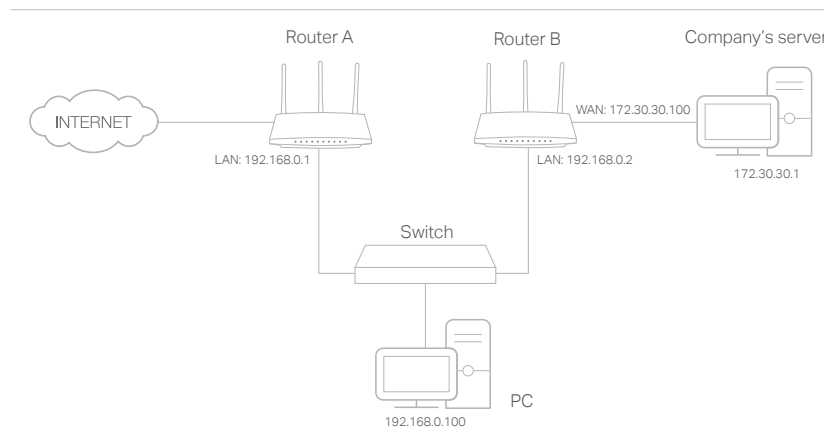 Router A
Router B
Company's server
INTERNET
WAN: 172.30.30.100
LAN: 192.168.0.1
LAN: 192.168.0.2
172.30.30.1
Switch
PC
192.168.0.100